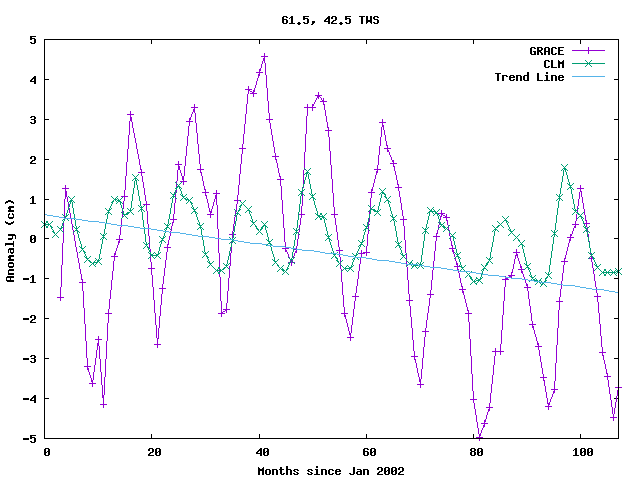 61.5, 42.5 TWS
GRACE
CLM
Trend Line
Anomaly (cm)
5
4
3
2
1
0
-1
-2
-3
-4
-5
0 20 40 60 80 100
Months since Jan 2002